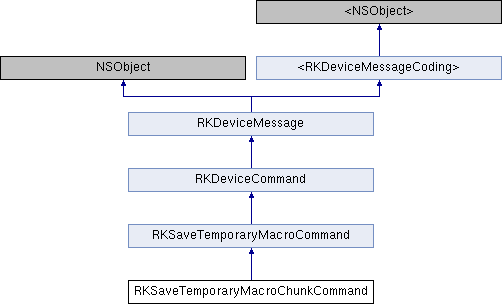 <NSObject>
NSObject
<RKDeviceMessageCoding>
RKDeviceMessage
RKDeviceCommand
RKSaveTemporaryMacroCommand
RKSaveTemporaryMacroChunkCommand